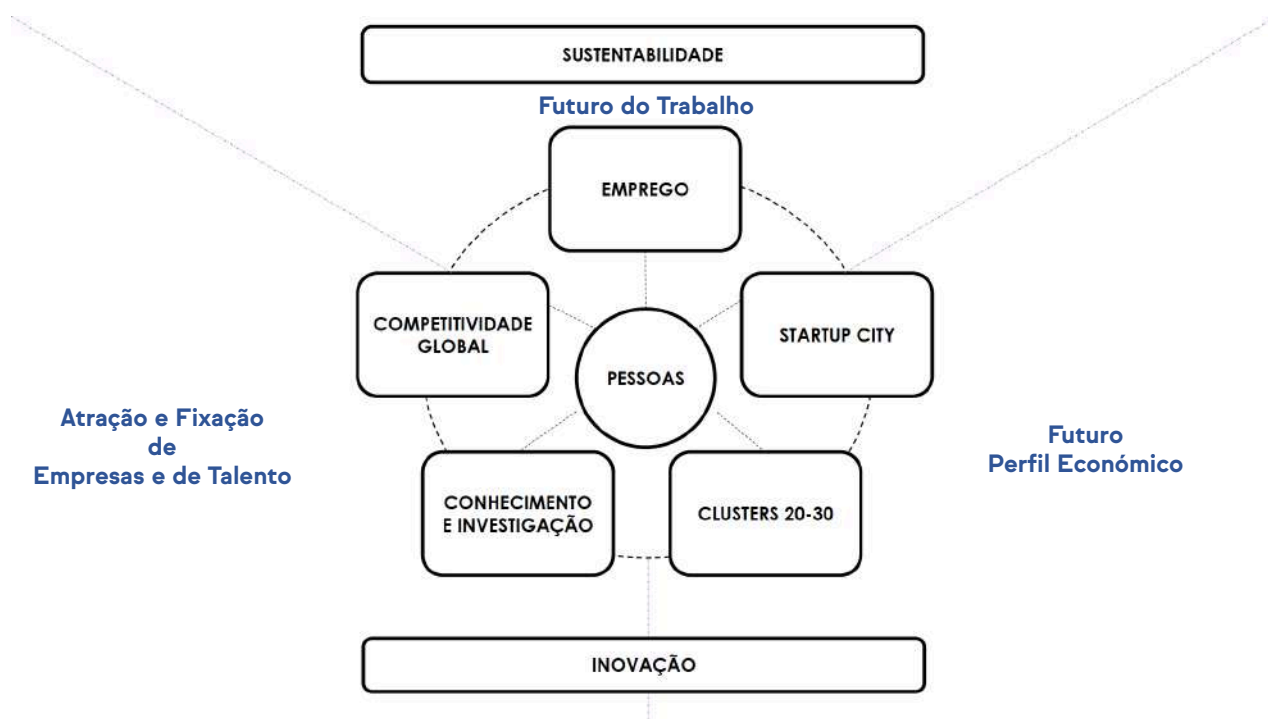 SUSTENTABILIDADE
Futuro do Trabalho
EMPREGO
COMPETITIVIDADE
GLOBAL
STARTUP CITY
PESSOAS
Atração e Fixação
de
Empresas e de Talento
Futuro
Perfil Económico
CONHECIMENTO
E INVESTIGAÇÃO
CLUSTERS 20-30
INOVAÇÃO